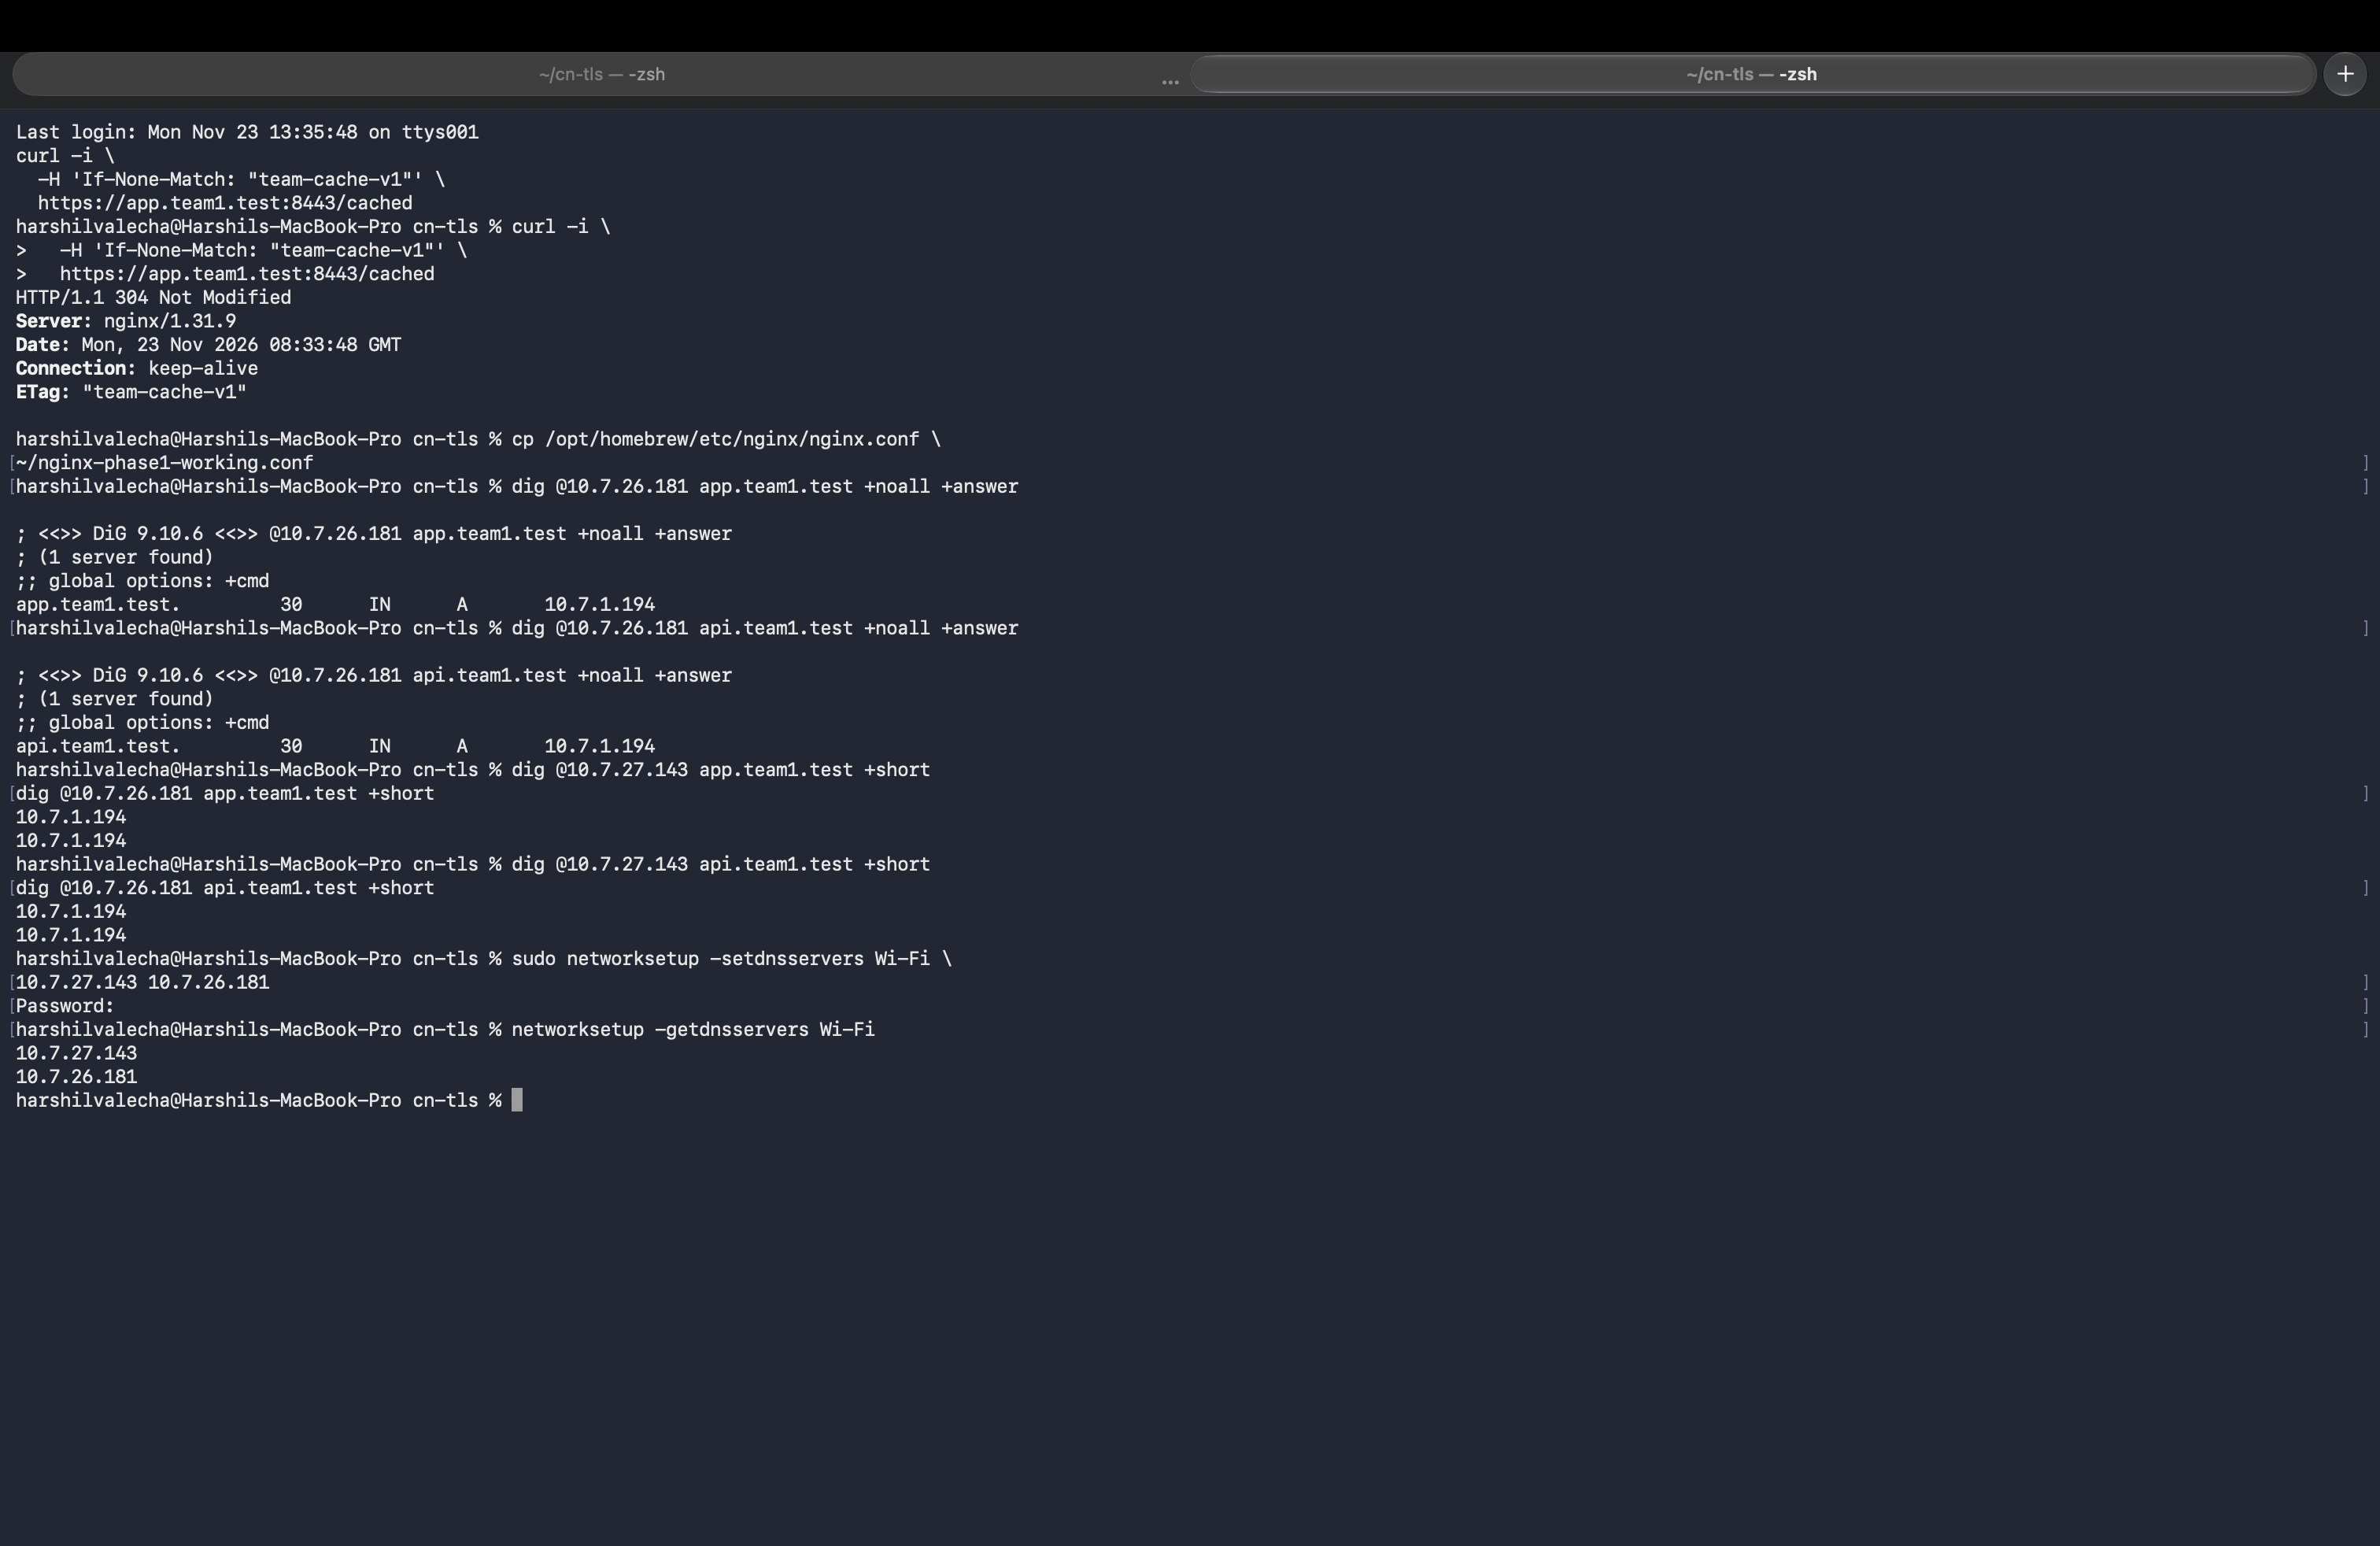 ~/cn-tls — -zsh
...
~/cn-tls — -zsh
+
Last login: Mon Nov 23 13:35:48 on ttys001
curl -i \
  -H 'If-None-Match: "team-cache-v1"' \
  https://app.team1.test:8443/cached
harshilvalecha@Harshils-MacBook-Pro cn-tls % curl -i \
>   -H 'If-None-Match: "team-cache-v1"' \
>   https://app.team1.test:8443/cached
HTTP/1.1 304 Not Modified
Server: nginx/1.31.9
Date: Mon, 23 Nov 2026 08:33:48 GMT
Connection: keep-alive
ETag: "team-cache-v1"

harshilvalecha@Harshils-MacBook-Pro cn-tls % cp /opt/homebrew/etc/nginx/nginx.conf \
[~/nginx-phase1-working.conf ]
[harshilvalecha@Harshils-MacBook-Pro cn-tls % dig @10.7.26.181 app.team1.test +noall +answer ]

; <<>> DiG 9.10.6 <<>> @10.7.26.181 app.team1.test +noall +answer
; (1 server found)
;; global options: +cmd
app.team1.test.         30      IN      A       10.7.1.194
[harshilvalecha@Harshils-MacBook-Pro cn-tls % dig @10.7.26.181 api.team1.test +noall +answer ]

; <<>> DiG 9.10.6 <<>> @10.7.26.181 api.team1.test +noall +answer
; (1 server found)
;; global options: +cmd
api.team1.test.         30      IN      A       10.7.1.194
harshilvalecha@Harshils-MacBook-Pro cn-tls % dig @10.7.27.143 app.team1.test +short
[dig @10.7.26.181 app.team1.test +short ]
10.7.1.194
10.7.1.194
harshilvalecha@Harshils-MacBook-Pro cn-tls % dig @10.7.27.143 api.team1.test +short
[dig @10.7.26.181 api.team1.test +short ]
10.7.1.194
10.7.1.194
harshilvalecha@Harshils-MacBook-Pro cn-tls % sudo networksetup -setdnsservers Wi-Fi \
[10.7.27.143 10.7.26.181 ]
[Password: ]
[harshilvalecha@Harshils-MacBook-Pro cn-tls % networksetup -getdnsservers Wi-Fi ]
10.7.27.143
10.7.26.181
harshilvalecha@Harshils-MacBook-Pro cn-tls %